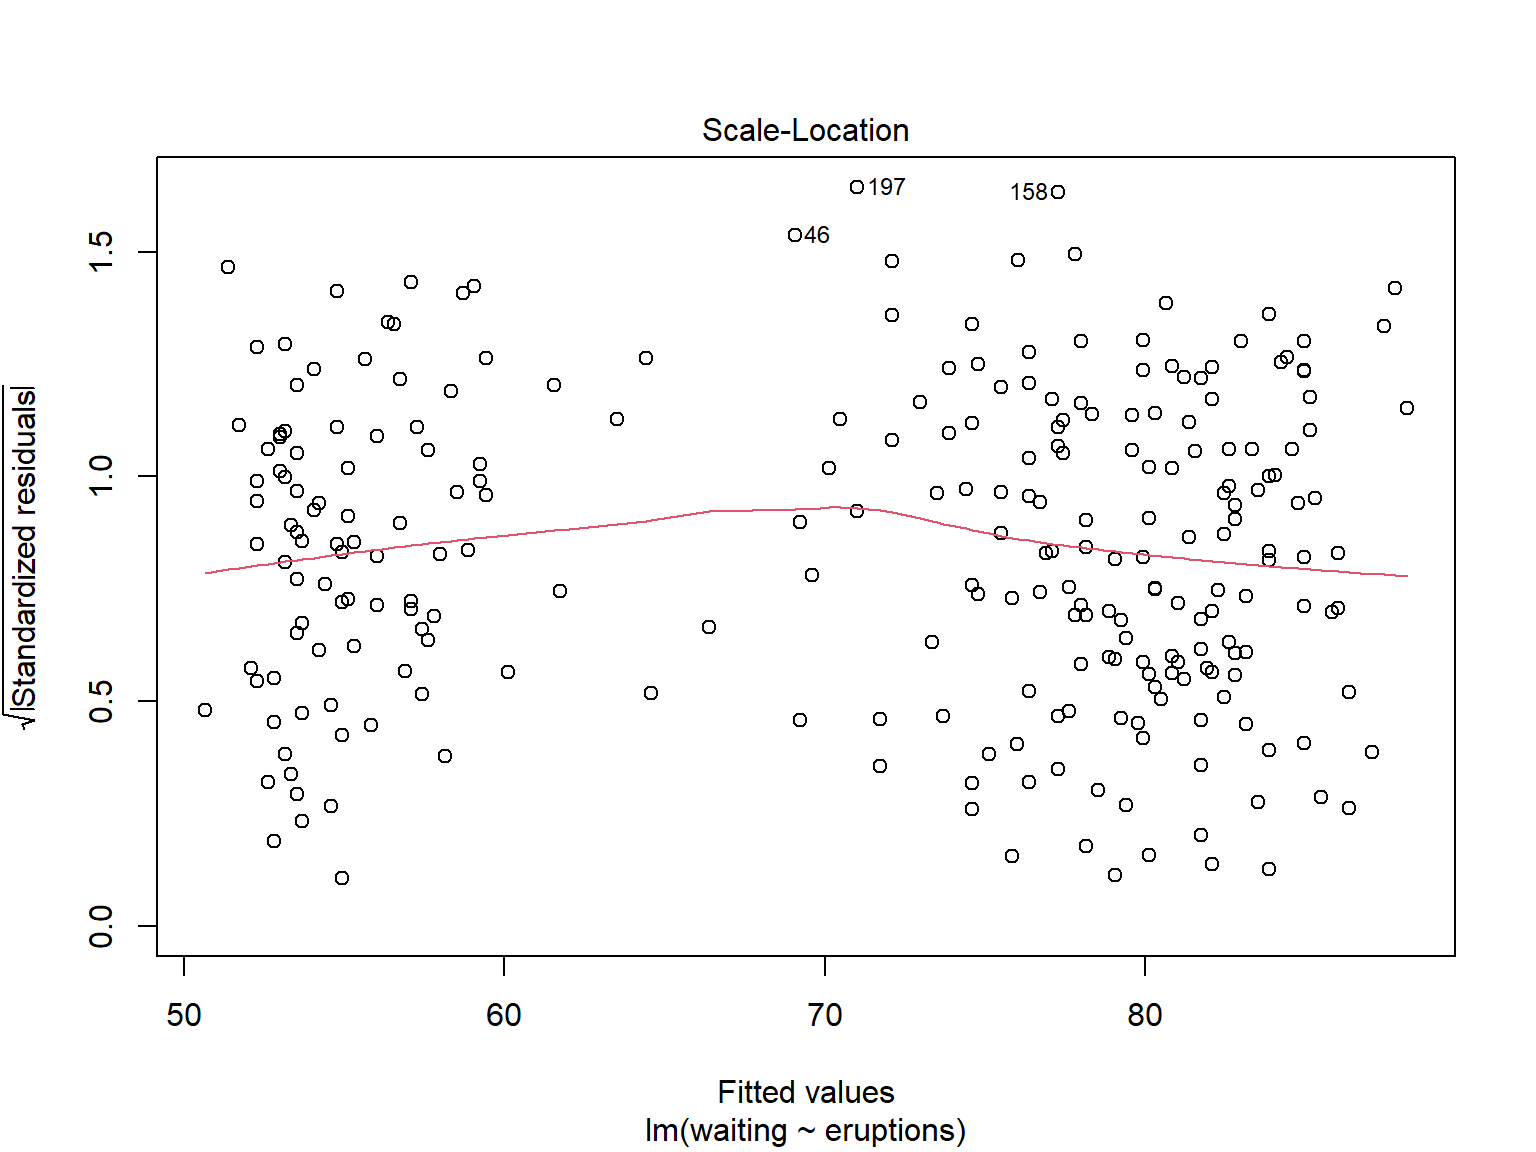 Scale-Location
197
158
46
1.5
1.0
0.5
0.0
√|Standardized residuals|
50 60 70 80
Fitted values
lm(waiting ~ eruptions)